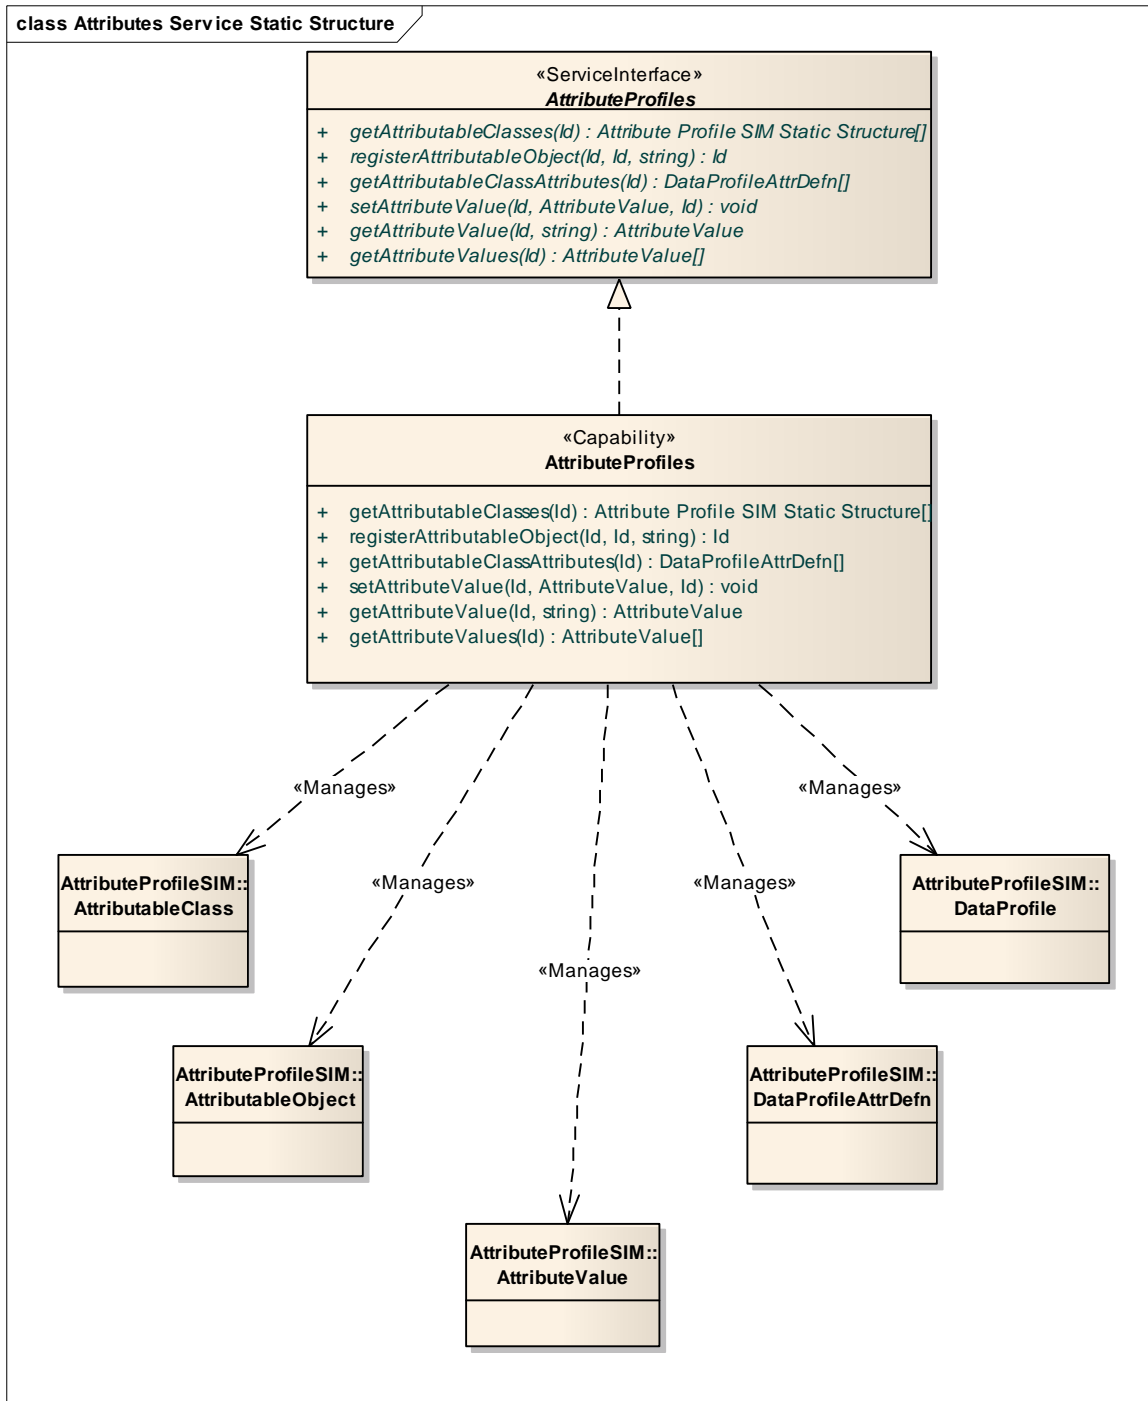 class Attributes Service Static Structure
«ServiceInterface»
AttributeProfiles
+ getAttributableClasses(Id) : Attribute Profile SIM Static Structure[]
+ registerAttributableObject(Id, Id, string) : Id
+ getAttributableClassAttributes(Id) : DataProfileAttrDefn[]
+ setAttributeValue(Id, AttributeValue, Id) : void
+ getAttributeValue(Id, string) : AttributeValue
+ getAttributeValues(Id) : AttributeValue[]
«Capability»
AttributeProfiles
+ getAttributableClasses(Id) : Attribute Profile SIM Static Structure[]
+ registerAttributableObject(Id, Id, string) : Id
+ getAttributableClassAttributes(Id) : DataProfileAttrDefn[]
+ setAttributeValue(Id, AttributeValue, Id) : void
+ getAttributeValue(Id, string) : AttributeValue
+ getAttributeValues(Id) : AttributeValue[]
«Manages»
«Manages»
«Manages»
«Manages»
«Manages»
AttributeProfileSIM::
AttributableClass
AttributeProfileSIM::
DataProfile
AttributeProfileSIM::
AttributableObject
AttributeProfileSIM::
DataProfileAttrDefn
AttributeProfileSIM::
AttributeValue